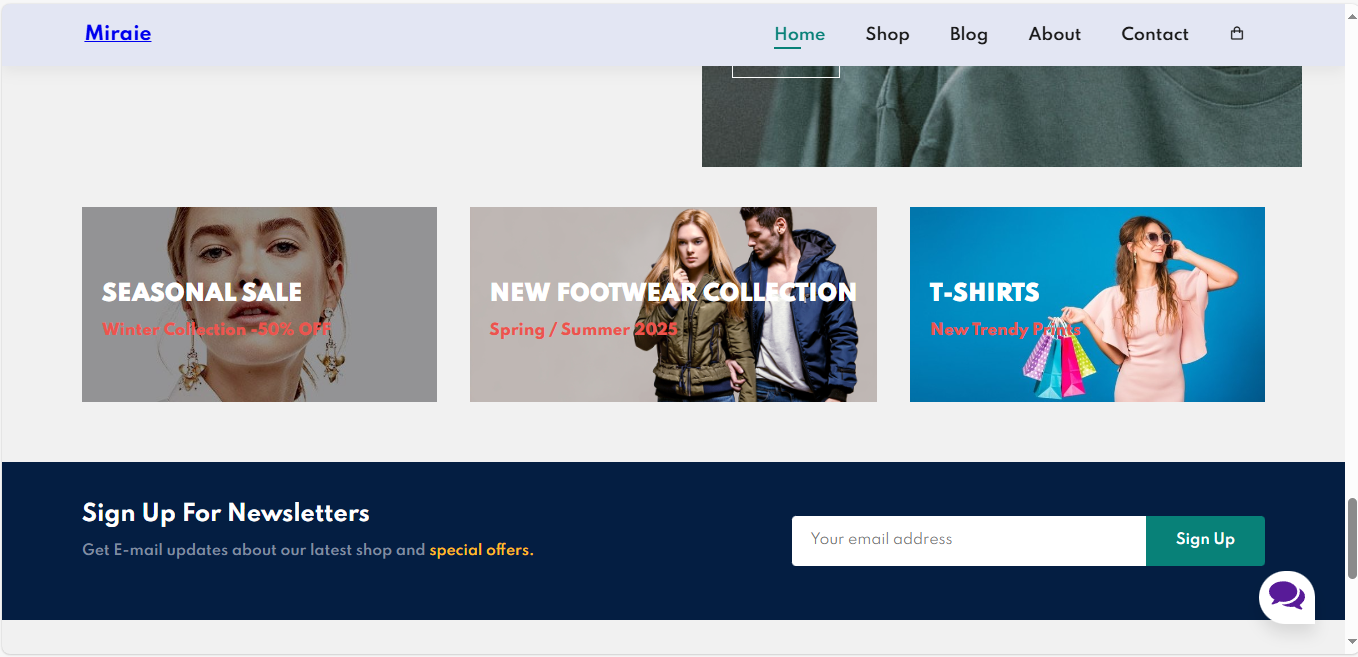 Miraie
Home Shop Blog About Contact
SEASONAL SALE
Winter Collection -50% OFF
NEW FOOTWEAR COLLECTION
Spring / Summer 2025
T-SHIRTS
New Trendy Prints
Sign Up For Newsletters
Get E-mail updates about our latest shop and special offers.
Your email address
Sign Up